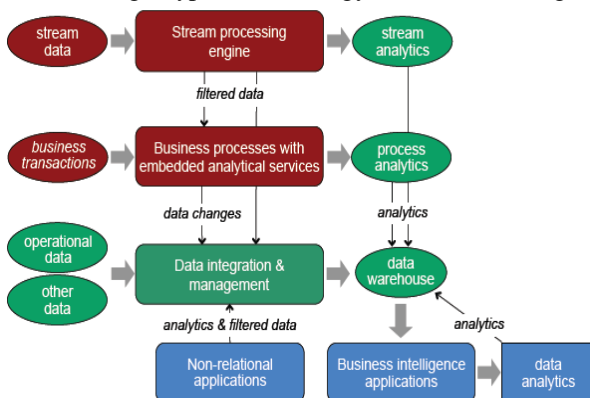 stream
data
Stream processing
engine
stream
analytics
filtered data
business
transactions
Business processes with
embedded analytical services
process
analytics
data changes
analytics
operational
data
other
data
Data integration &
management
data
warehouse
analytics & filtered data
analytics
Non-relational
applications
Business intelligence
applications
data
analytics